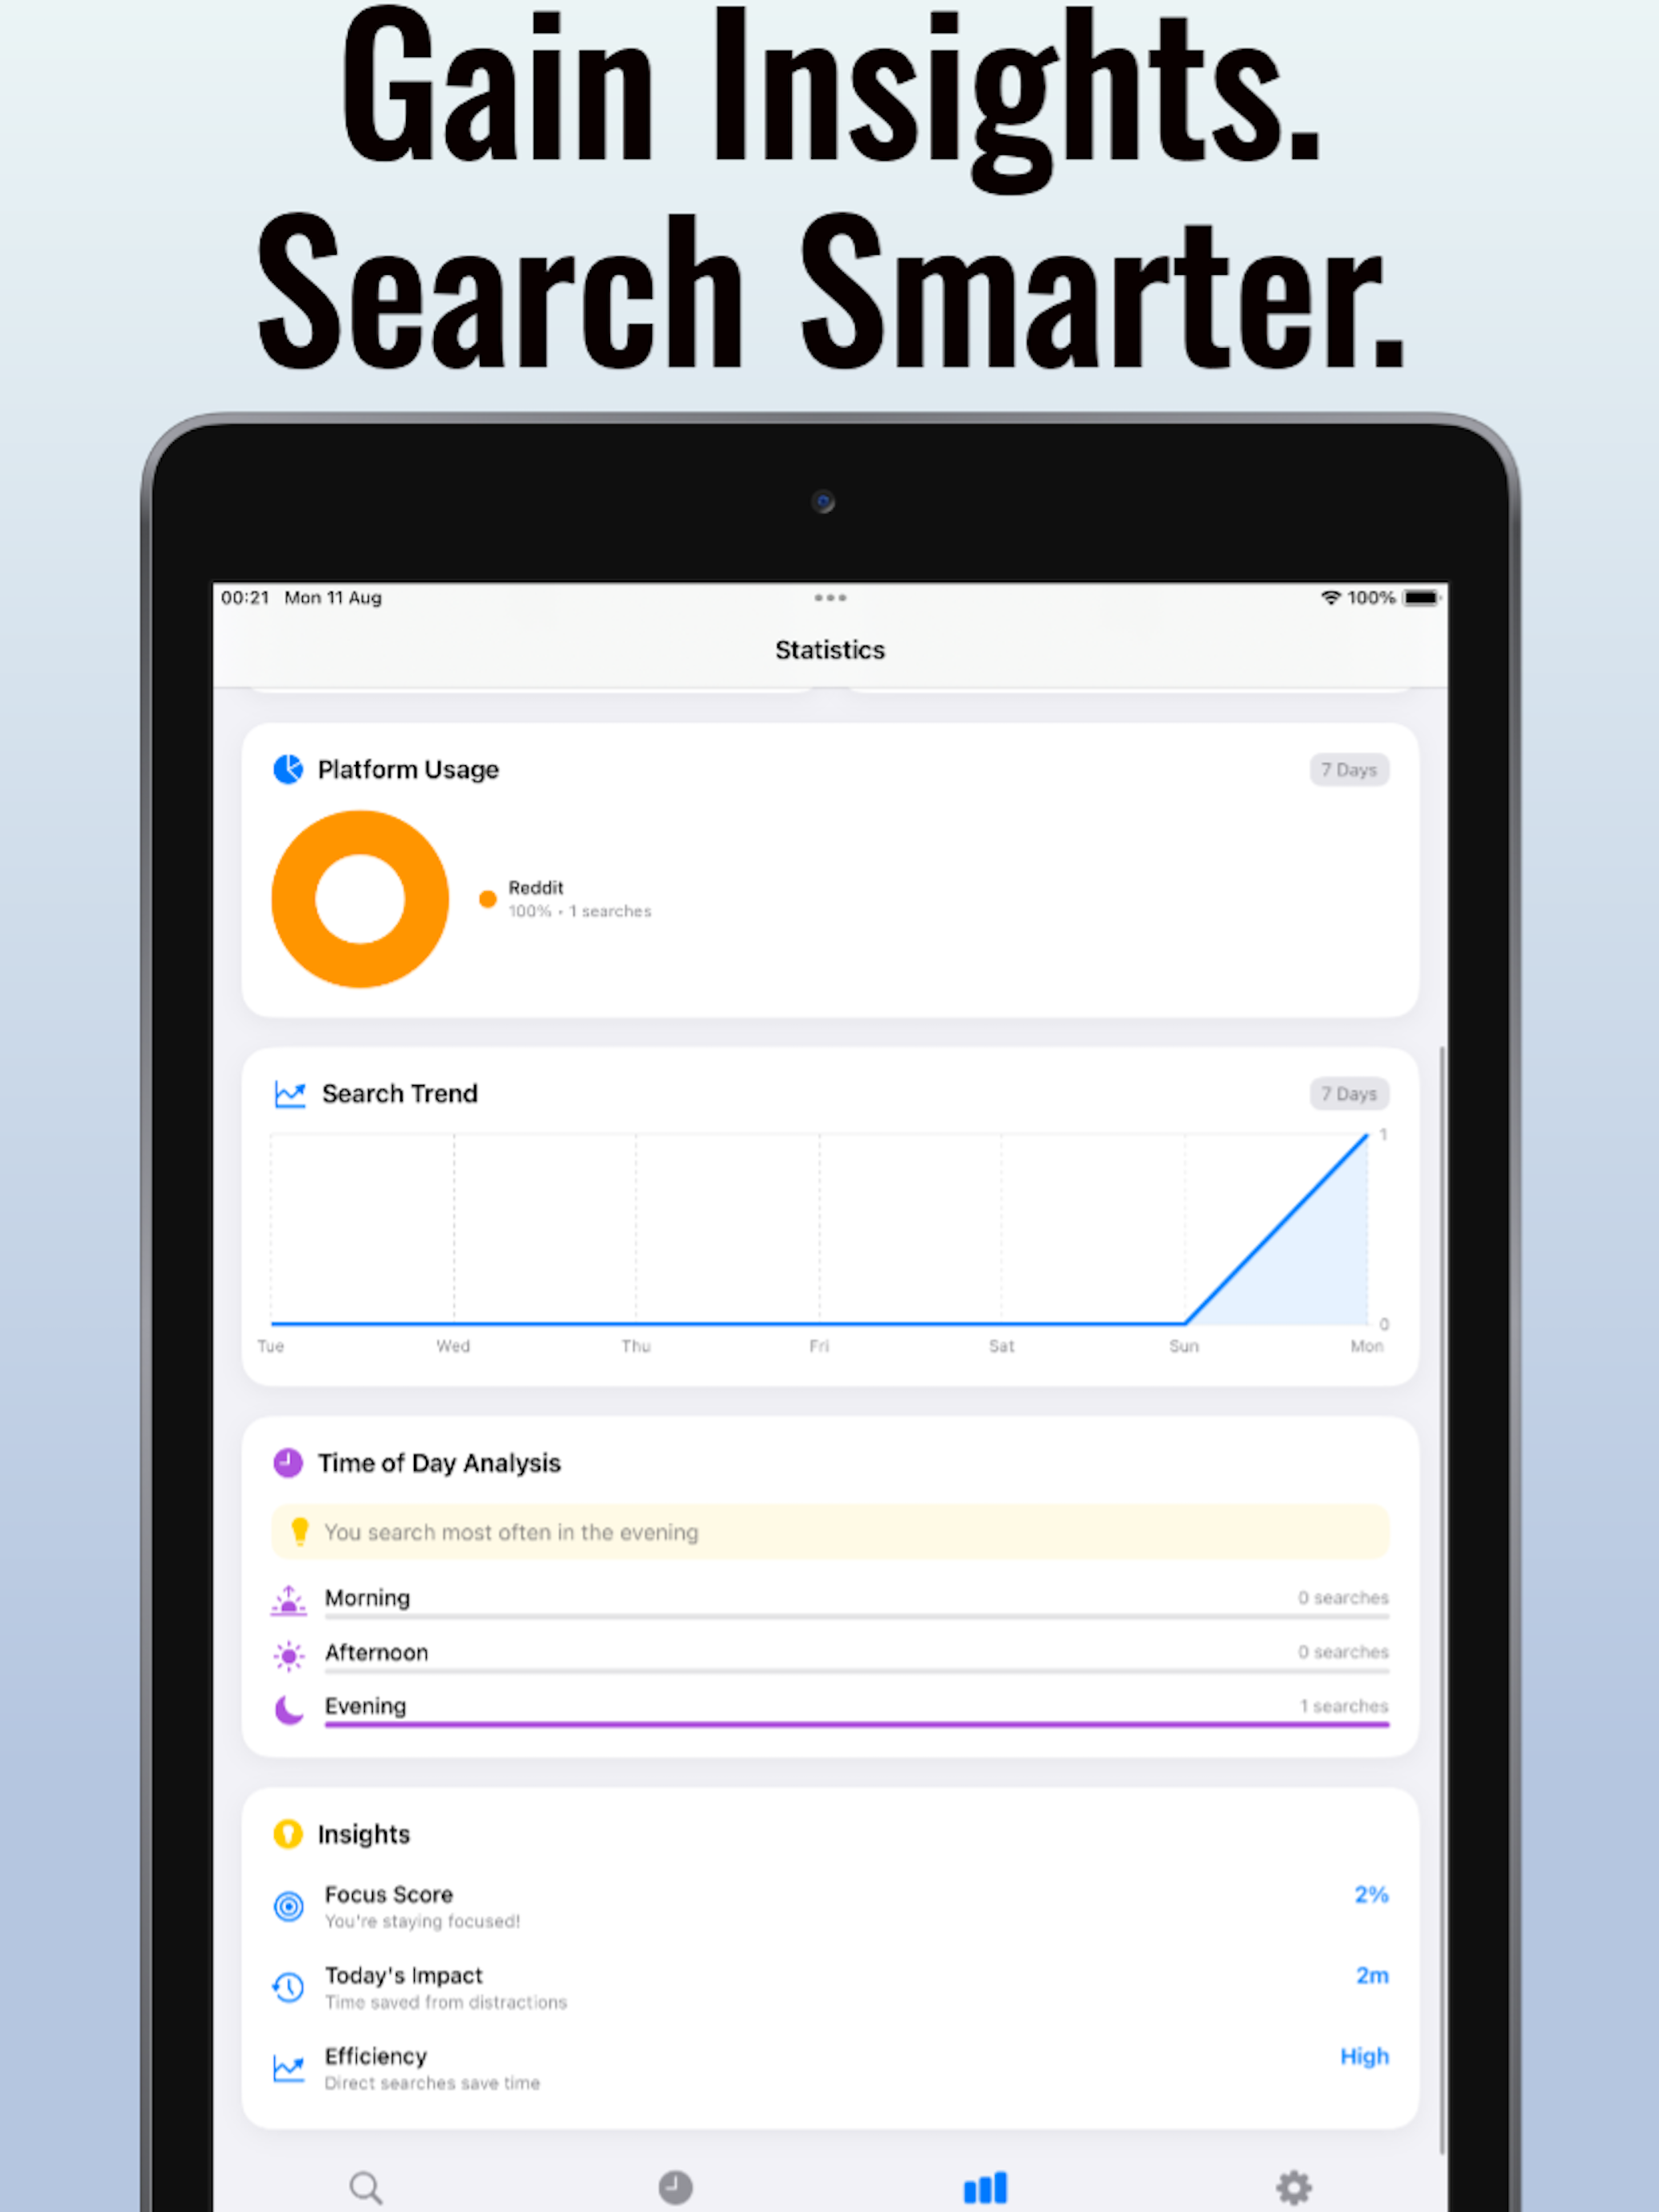 Gain Insights.
Search Smarter.
00:21 Mon 11 Aug
100%
Statistics
Platform Usage
7 Days
Reddit
100% • 1 searches
Search Trend
7 Days
1
0
Tue Wed Thu Fri Sat Sun Mon
Time of Day Analysis
You search most often in the evening
Morning
0 searches
Afternoon
0 searches
Evening
1 searches
Insights
Focus Score
2%
You're staying focused!
Today's Impact
2m
Time saved from distractions
Efficiency
High
Direct searches save time